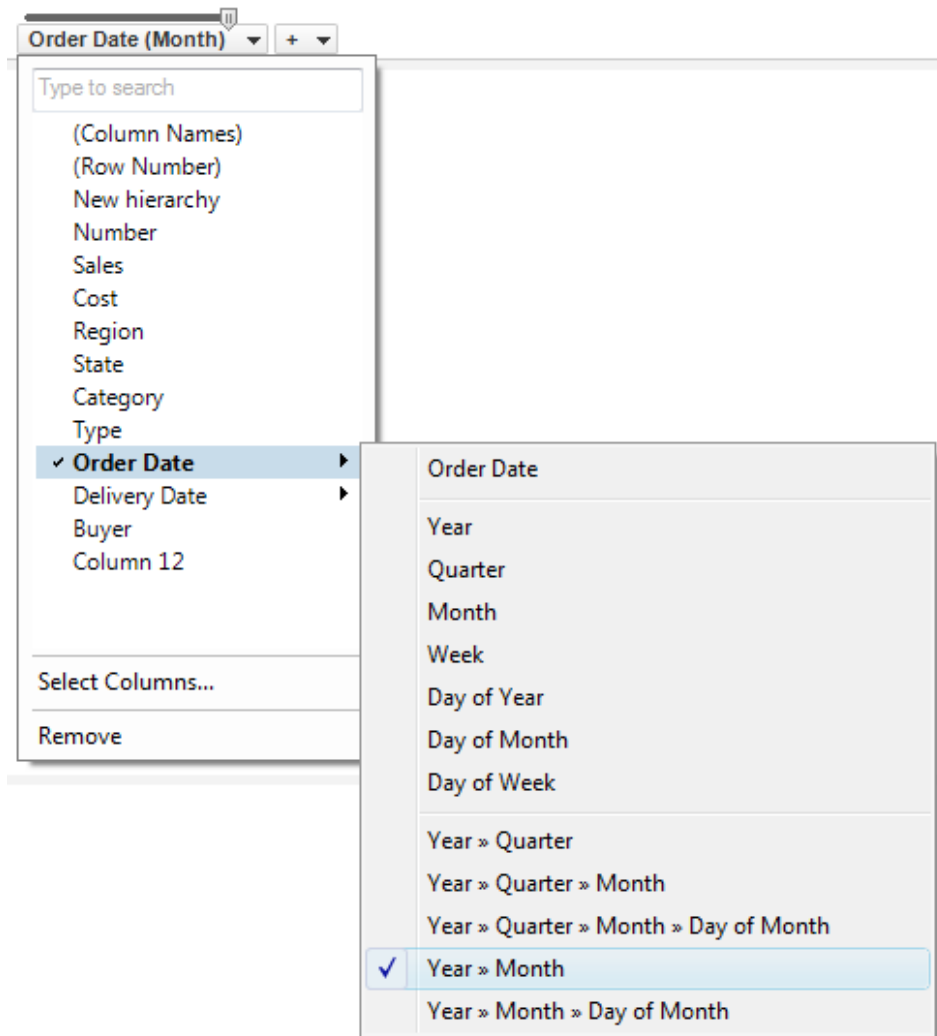 Order Date (Month)
+
Type to search
(Column Names)
(Row Number)
New hierarchy
Number
Sales
Cost
Region
State
Category
Type
Order Date
Delivery Date
Buyer
Column 12
Select Columns...
Remove
Order Date
Year
Quarter
Month
Week
Day of Year
Day of Month
Day of Week
Year » Quarter
Year » Quarter » Month
Year » Quarter » Month » Day of Month
Year » Month
Year » Month » Day of Month